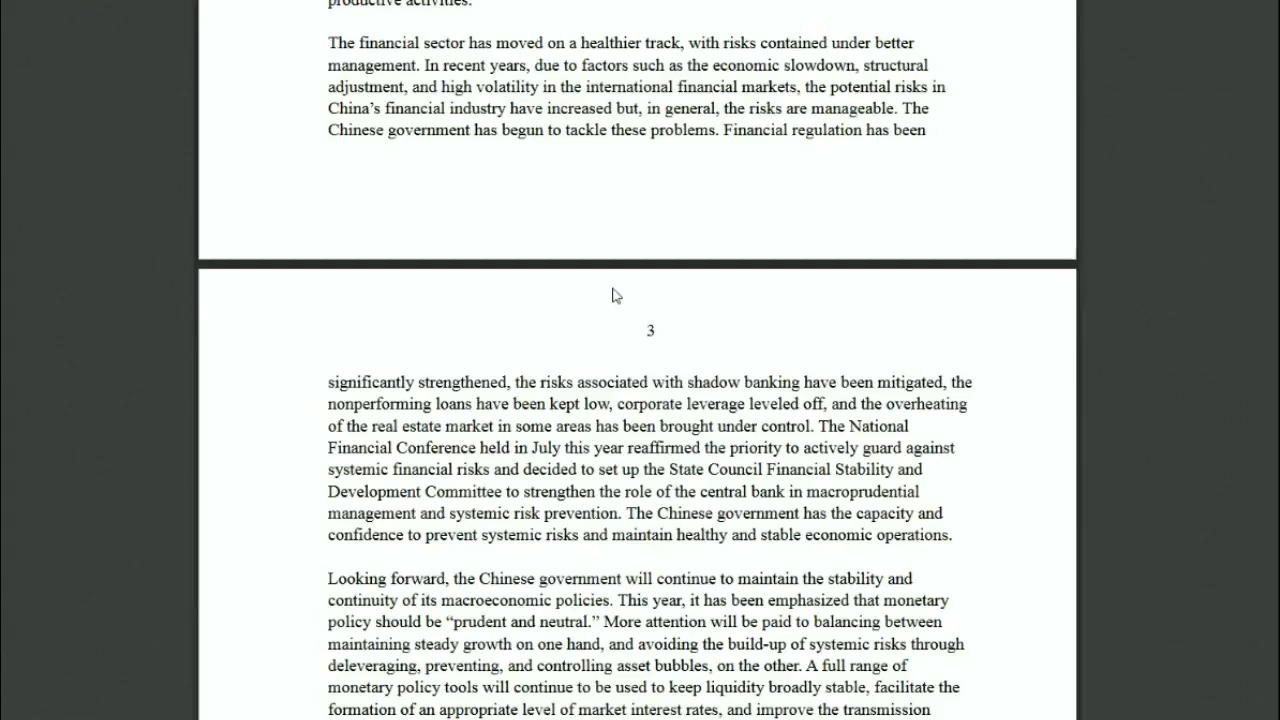 productive activities.
The financial sector has moved on a healthier track, with risks contained under better
management. In recent years, due to factors such as the economic slowdown, structural
adjustment, and high volatility in the international financial markets, the potential risks in
China’s financial industry have increased but, in general, the risks are manageable. The
Chinese government has begun to tackle these problems. Financial regulation has been
3
significantly strengthened, the risks associated with shadow banking have been mitigated, the
nonperforming loans have been kept low, corporate leverage leveled off, and the overheating
of the real estate market in some areas has been brought under control. The National
Financial Conference held in July this year reaffirmed the priority to actively guard against
systemic financial risks and decided to set up the State Council Financial Stability and
Development Committee to strengthen the role of the central bank in macroprudential
management and systemic risk prevention. The Chinese government has the capacity and
confidence to prevent systemic risks and maintain healthy and stable economic operations.
Looking forward, the Chinese government will continue to maintain the stability and
continuity of its macroeconomic policies. This year, it has been emphasized that monetary
policy should be “prudent and neutral.” More attention will be paid to balancing between
maintaining steady growth on one hand, and avoiding the build-up of systemic risks through
deleveraging, preventing, and controlling asset bubbles, on the other. A full range of
monetary policy tools will continue to be used to keep liquidity broadly stable, facilitate the
formation of an appropriate level of market interest rates, and improve the transmission